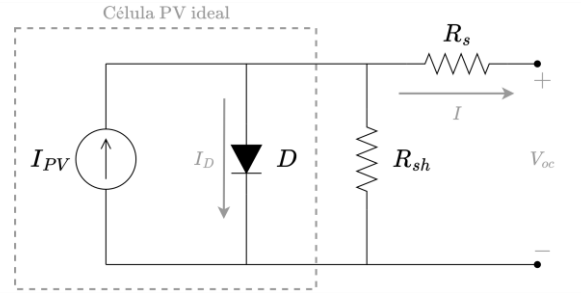 Célula PV ideal
R_s
+
I
I_PV
I_D
D
R_sh
V_oc
−